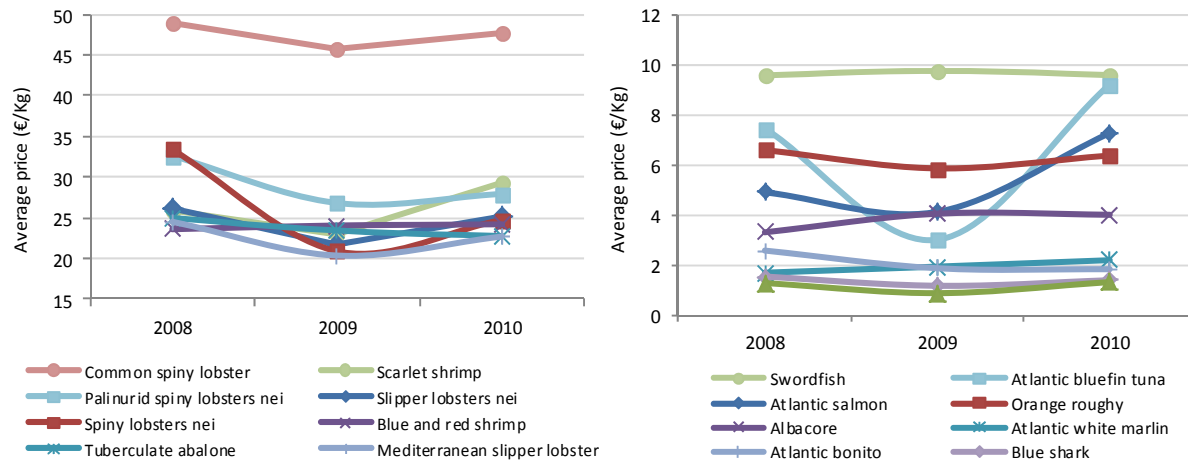 Average price (€/Kg)
50
45
40
35
30
25
20
15
2008 2009 2010
Common spiny lobster Scarlet shrimp
Palinurid spiny lobsters nei Slipper lobsters nei
Spiny lobsters nei Blue and red shrimp
Tuberculate abalone Mediterranean slipper lobster
Average price (€/Kg)
12
10
8
6
4
2
0
2008 2009 2010
Swordfish Atlantic bluefin tuna
Atlantic salmon Orange roughy
Albacore Atlantic white marlin
Atlantic bonito Blue shark